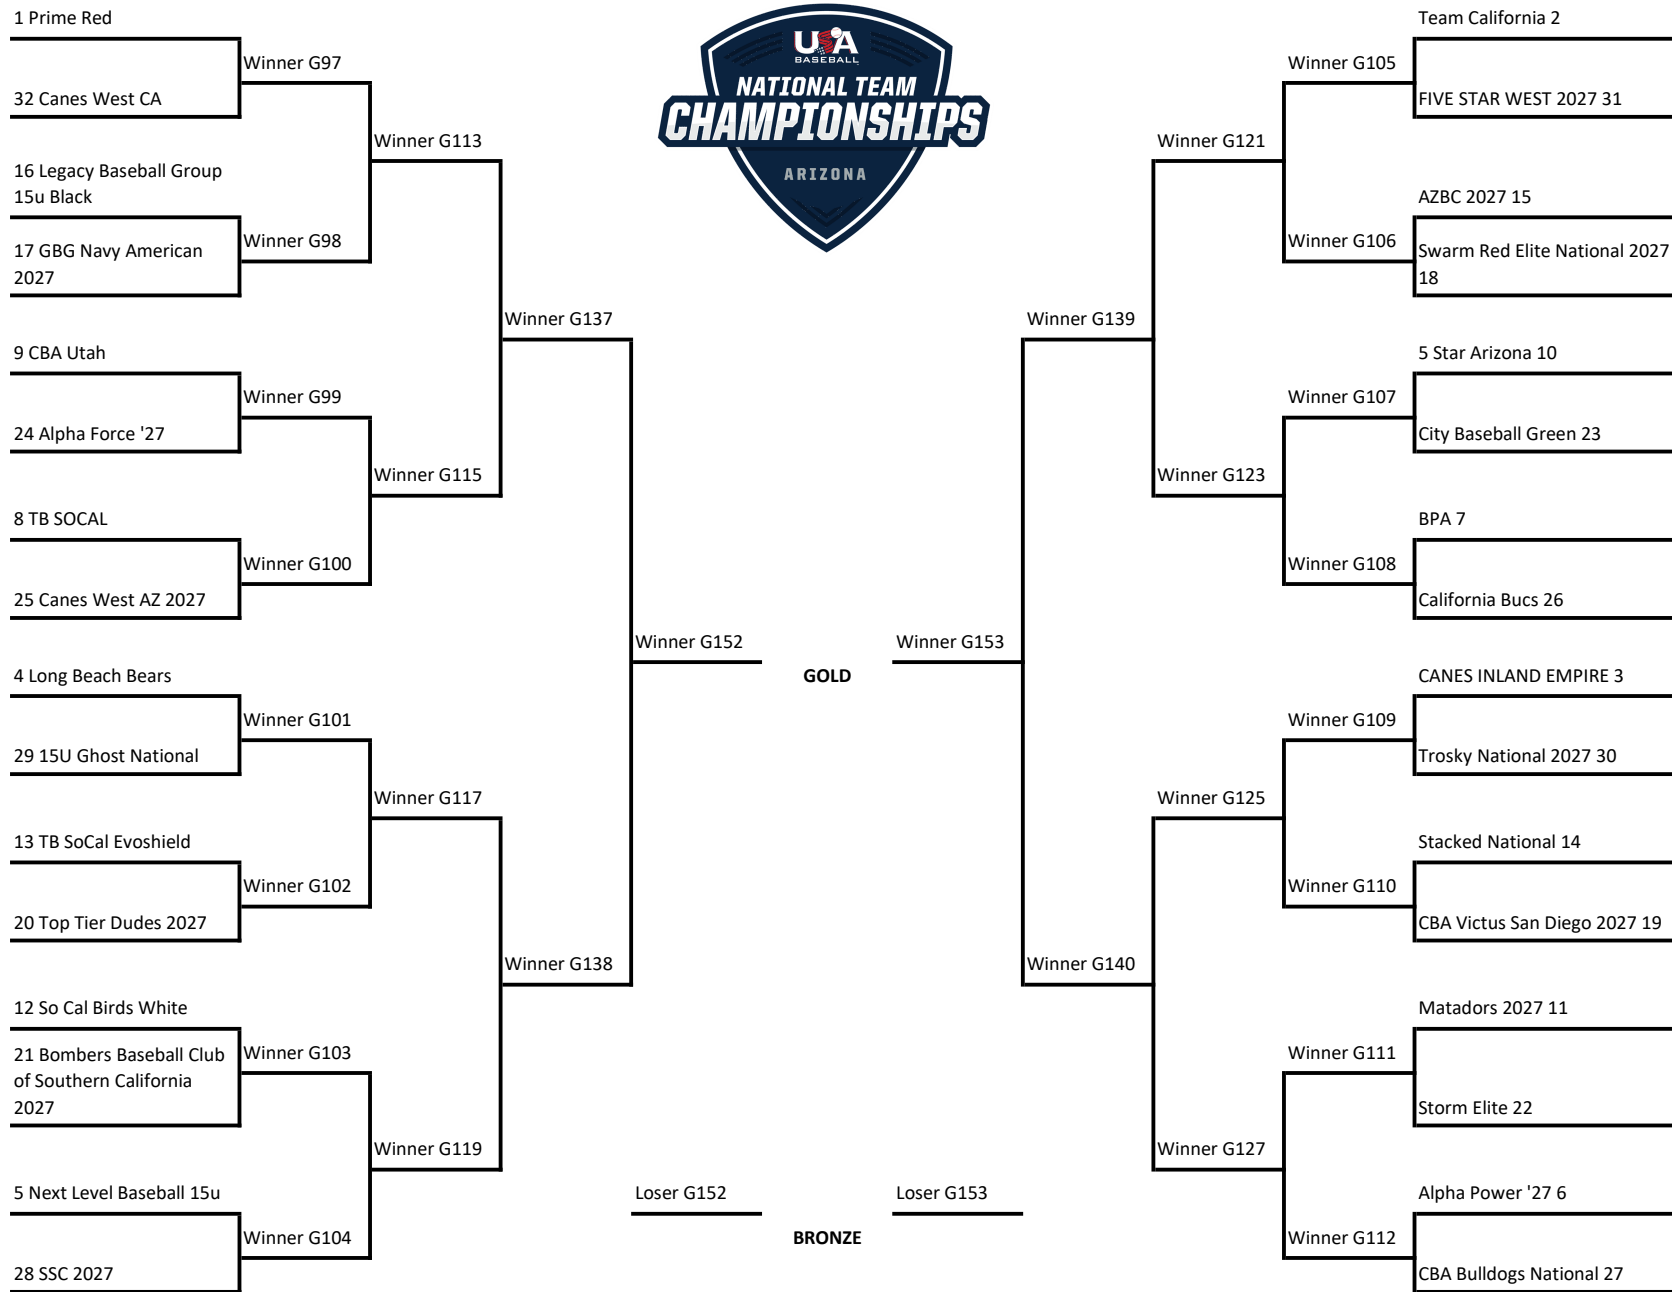 1 Prime Red
Winner G97
32 Canes West CA
Winner G113
16 Legacy Baseball Group
15u Black
Winner G98
17 GBG Navy American
2027
Winner G137
9 CBA Utah
Winner G99
24 Alpha Force '27
Winner G115
8 TB SOCAL
Winner G100
25 Canes West AZ 2027
Winner G152
4 Long Beach Bears
Winner G101
29 15U Ghost National
Winner G117
13 TB SoCal Evoshield
Winner G102
20 Top Tier Dudes 2027
Winner G138
12 So Cal Birds White
Winner G103
21 Bombers Baseball Club
of Southern California
2027
Winner G119
5 Next Level Baseball 15u
Winner G104
28 SSC 2027
USA
BASEBALL
NATIONAL TEAM
CHAMPIONSHIPS
ARIZONA
GOLD
Loser G152
Loser G153
BRONZE
Team California 2
Winner G105
FIVE STAR WEST 2027 31
Winner G121
AZBC 2027 15
Winner G106
Swarm Red Elite National 2027
18
Winner G139
5 Star Arizona 10
Winner G107
City Baseball Green 23
Winner G123
BPA 7
Winner G108
California Bucs 26
Winner G153
CANES INLAND EMPIRE 3
Winner G109
Trosky National 2027 30
Winner G125
Stacked National 14
Winner G110
CBA Victus San Diego 2027 19
Winner G140
Matadors 2027 11
Winner G111
Storm Elite 22
Winner G127
Alpha Power '27 6
Winner G112
CBA Bulldogs National 27